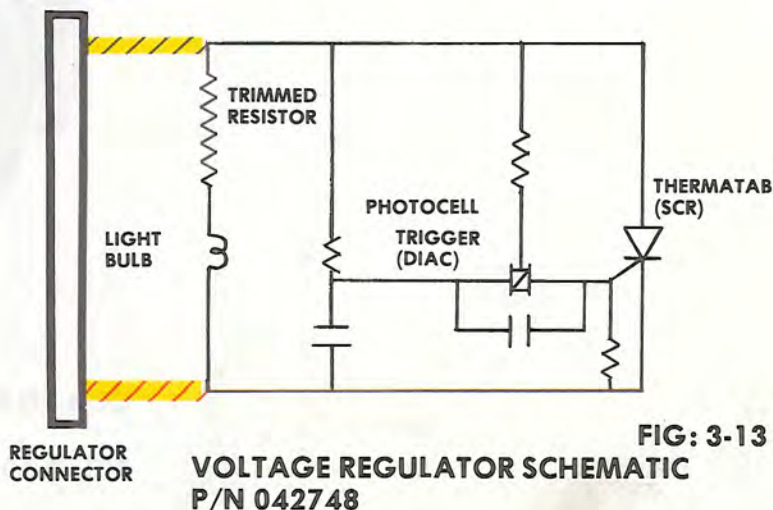 TRIMMED
RESISTOR
THERMATAB
(SCR)
PHOTOCELL
TRIGGER
(DIAC)
LIGHT
BULB
REGULATOR
CONNECTOR
FIG: 3-13
VOLTAGE REGULATOR SCHEMATIC
P/N 042748